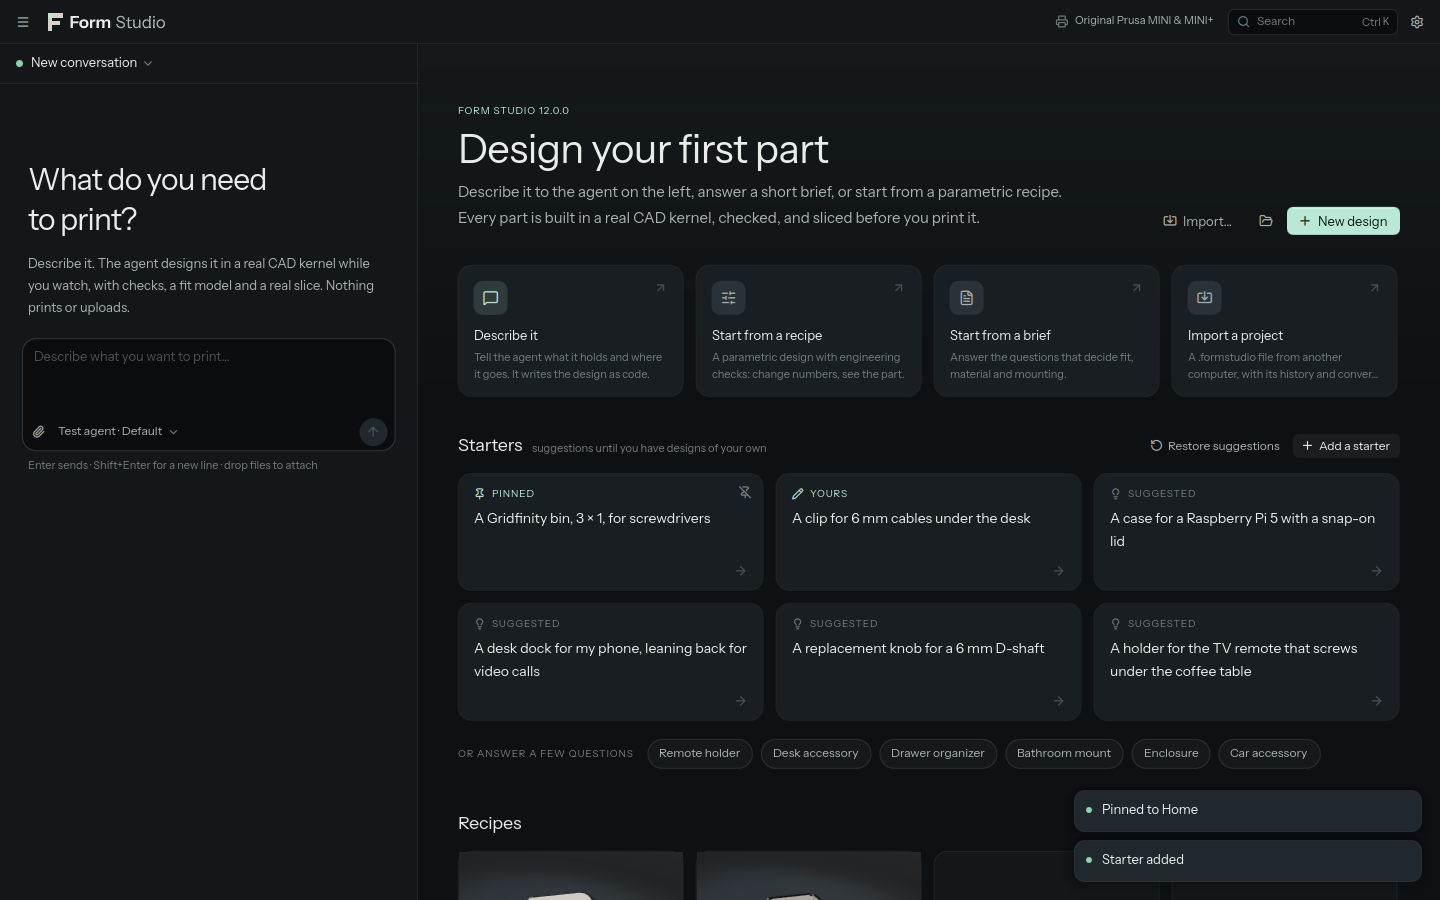 Form Studio
Original Prusa MINI & MINI+
Search
Ctrl K
New conversation
What do you need
to print?
Describe it. The agent designs it in a real CAD kernel while
you watch, with checks, a fit model and a real slice. Nothing
prints or uploads.
Describe what you want to print...
Test agent · Default
Enter sends · Shift+Enter for a new line · drop files to attach
FORM STUDIO 12.0.0
Design your first part
Describe it to the agent on the left, answer a short brief, or start from a parametric recipe.
Every part is built in a real CAD kernel, checked, and sliced before you print it.
Import...
New design
Describe it
Tell the agent what it holds and where
it goes. It writes the design as code.
Start from a recipe
A parametric design with engineering
checks: change numbers, see the part.
Start from a brief
Answer the questions that decide fit,
material and mounting.
Import a project
A .formstudio file from another
computer, with its history and conver...
Starters
suggestions until you have designs of your own
Restore suggestions
Add a starter
PINNED
A Gridfinity bin, 3 × 1, for screwdrivers
YOURS
A clip for 6 mm cables under the desk
SUGGESTED
A case for a Raspberry Pi 5 with a snap-on
lid
SUGGESTED
A desk dock for my phone, leaning back for
video calls
SUGGESTED
A replacement knob for a 6 mm D-shaft
SUGGESTED
A holder for the TV remote that screws
under the coffee table
OR ANSWER A FEW QUESTIONS
Remote holder
Desk accessory
Drawer organizer
Bathroom mount
Enclosure
Car accessory
Recipes
Pinned to Home
Starter added